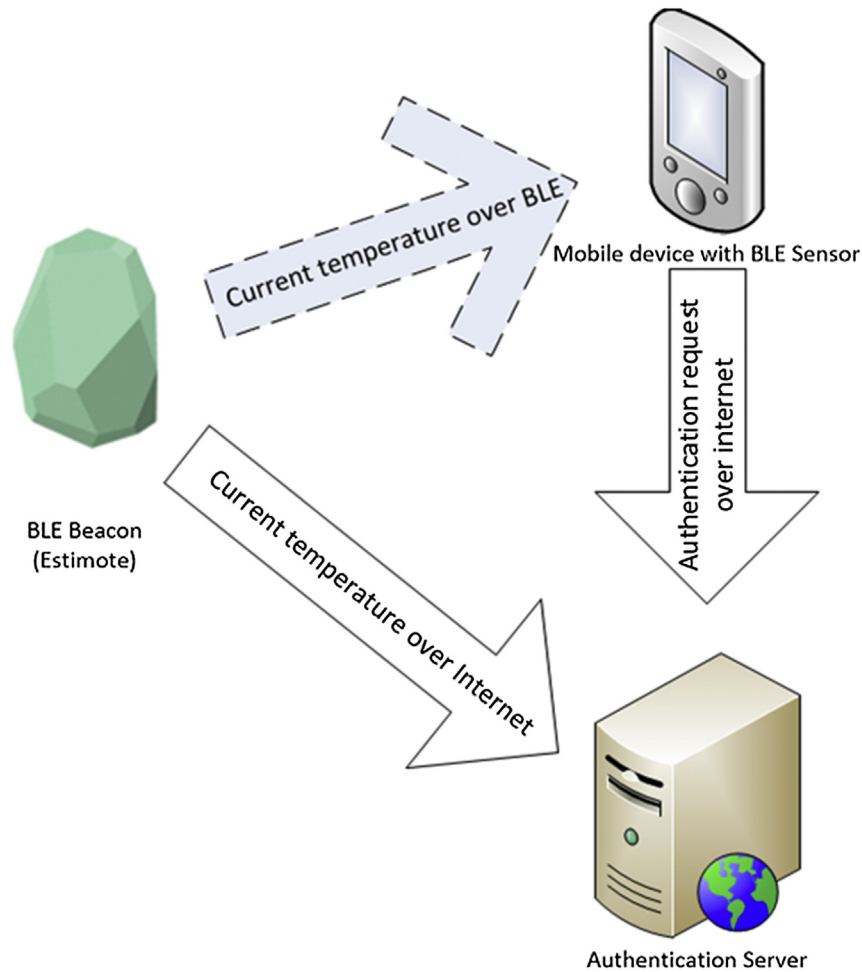 Current temperature over BLE
Mobile device with BLE Sensor
Authentication request
over internet
BLE Beacon
(Estimote)
Current temperature over Internet
Authentication Server